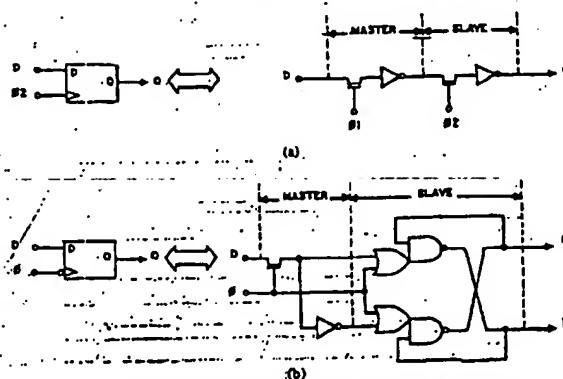 MASTER SLAVE
D D Q Q D
Ø2 Ø1 Ø2
(a)
MASTER SLAVE
D D Q Q D
Ø Ø
(b)